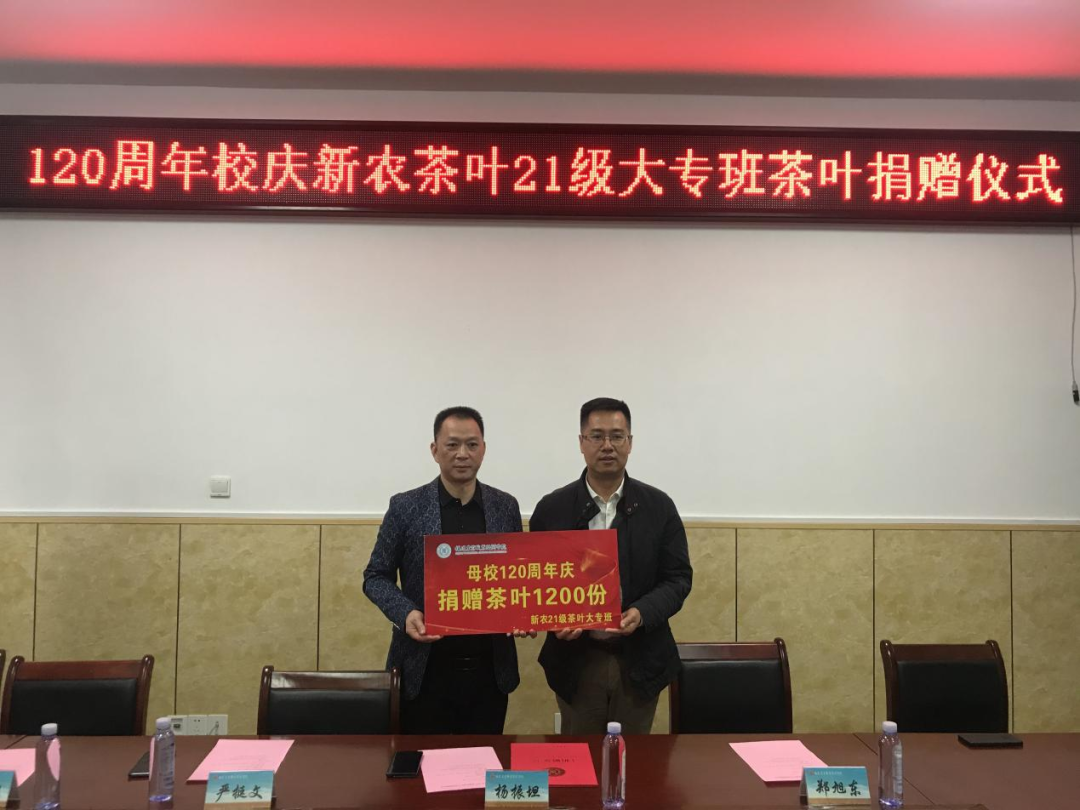 120周年校庆新农茶叶21级大专班茶叶捐赠仪式
母校120周年庆
捐赠茶叶1200份
新农21级茶叶大专班
严挺文
杨振坦
郑旭东